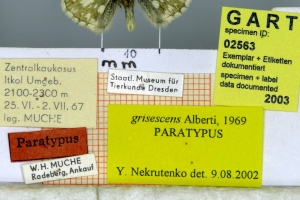 10
mm
Zentralkaukasus
Itkol Umgeb.
2100-2300 m
25. VI. - 2. VII. 67
leg. MUCHE
Staatl. Museum für
Tierkunde Dresden
GART
specimen ID:
02563
Exemplar + Etiketten
dokumentiert
specimen + label
data documented
2003
Paratypus
W. H. MUCHE
Radeberg, Ankauf
grisescens Alberti, 1969
PARATYPUS
Y. Nekrutenko det. 9.08.2002